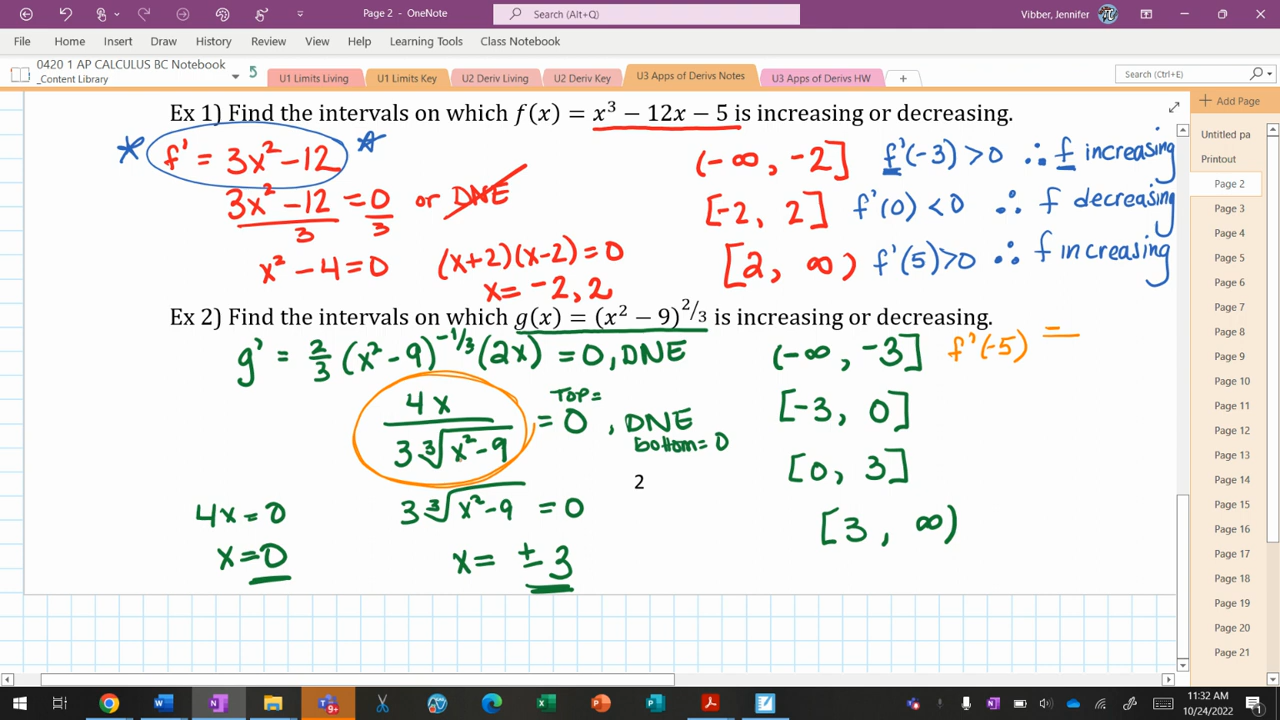 Page 2 - OneNote
Search (Alt+Q)
Vibber, Jennifer
File Home Insert Draw History Review View Help Learning Tools Class Notebook
0420 1 AP CALCULUS BC Notebook
_Content Library
U1 Limits Living
U1 Limits Key
U2 Deriv Living
U2 Deriv Key
U3 Apps of Derivs Notes
U3 Apps of Derivs HW
Search (Ctrl+E)
Ex 1) Find the intervals on which f(x) = x³ − 12x − 5 is increasing or decreasing.
* f' = 3x² − 12 *
3x² − 12 = 0 or DNE
3 3
x² − 4 = 0 (x+2)(x−2) = 0
x = −2, 2
(−∞, −2] f'(−3) > 0 ∴ f increasing
[−2, 2] f'(0) < 0 ∴ f decreasing
[2, ∞) f'(5) > 0 ∴ f increasing
Ex 2) Find the intervals on which g(x) = (x² − 9)^2/3 is increasing or decreasing.
g' = 2/3 (x² − 9)^−1/3 (2x) = 0, DNE
4x / 3∛x²−9 = 0, DNE
Top =
bottom = 0
4x = 0 3∛x²−9 = 0
x = 0 x = ± 3
(−∞, −3] f'(−5) =
[−3, 0]
[0, 3]
[3, ∞)
2
Add Page
Untitled pa
Printout
Page 2
Page 3
Page 4
Page 5
Page 6
Page 7
Page 8
Page 9
Page 10
Page 11
Page 12
Page 13
Page 14
Page 15
Page 16
Page 17
Page 18
Page 19
Page 20
Page 21
11:32 AM
10/24/2022